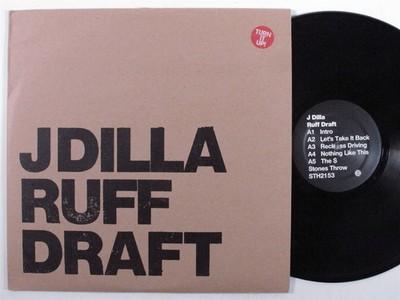 TURN
IT
UP!
J DILLA
RUFF
DRAFT
J Dilla
Ruff Draft
A1 Intro
A2 Let's Take It Back
A3 Reckless Driving
A4 Nothing Like This
A5 The $
Stones Throw
STH2153